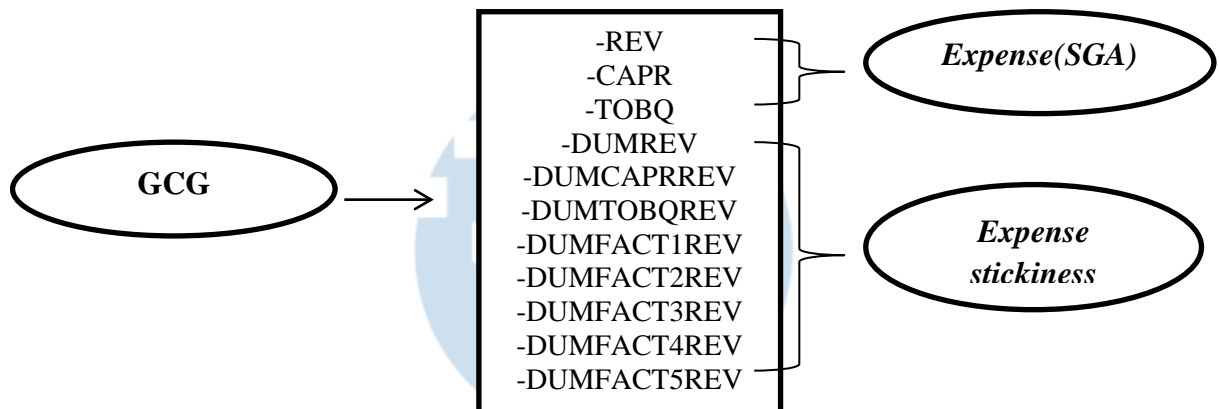 GCG
-REV
-CAPR
-TOBQ
-DUMREV
-DUMCAPRREV
-DUMTOBQREV
-DUMFACT1REV
-DUMFACT2REV
-DUMFACT3REV
-DUMFACT4REV
-DUMFACT5REV
Expense(SGA)
Expense
stickiness